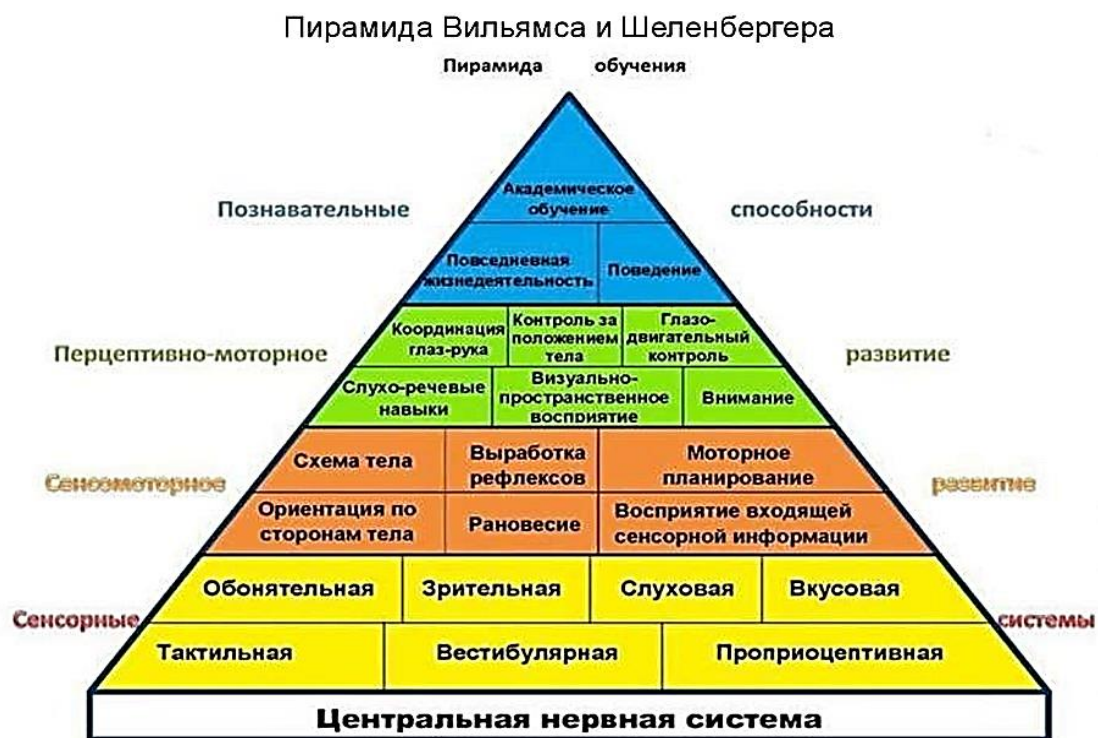 Пирамида Вильямса и Шеленбергера
Пирамида обучения
Академическое
обучение
Познавательные способности
Повседневная
жизнедеятельность
Поведение
Координация
глаз-рука
Контроль за
положением
тела
Глазо-
двигательный
контроль
Перцептивно-моторное развитие
Слухо-речевые
навыки
Визуально-
пространственное
восприятие
Внимание
Схема тела
Выработка
рефлексов
Моторное
планирование
Сенсомоторное развитие
Ориентация по
сторонам тела
Рановесие
Восприятие входящей
сенсорной информации
Обонятельная
Зрительная
Слуховая
Вкусовая
Сенсорные системы
Тактильная
Вестибулярная
Проприоцептивная
Центральная нервная система